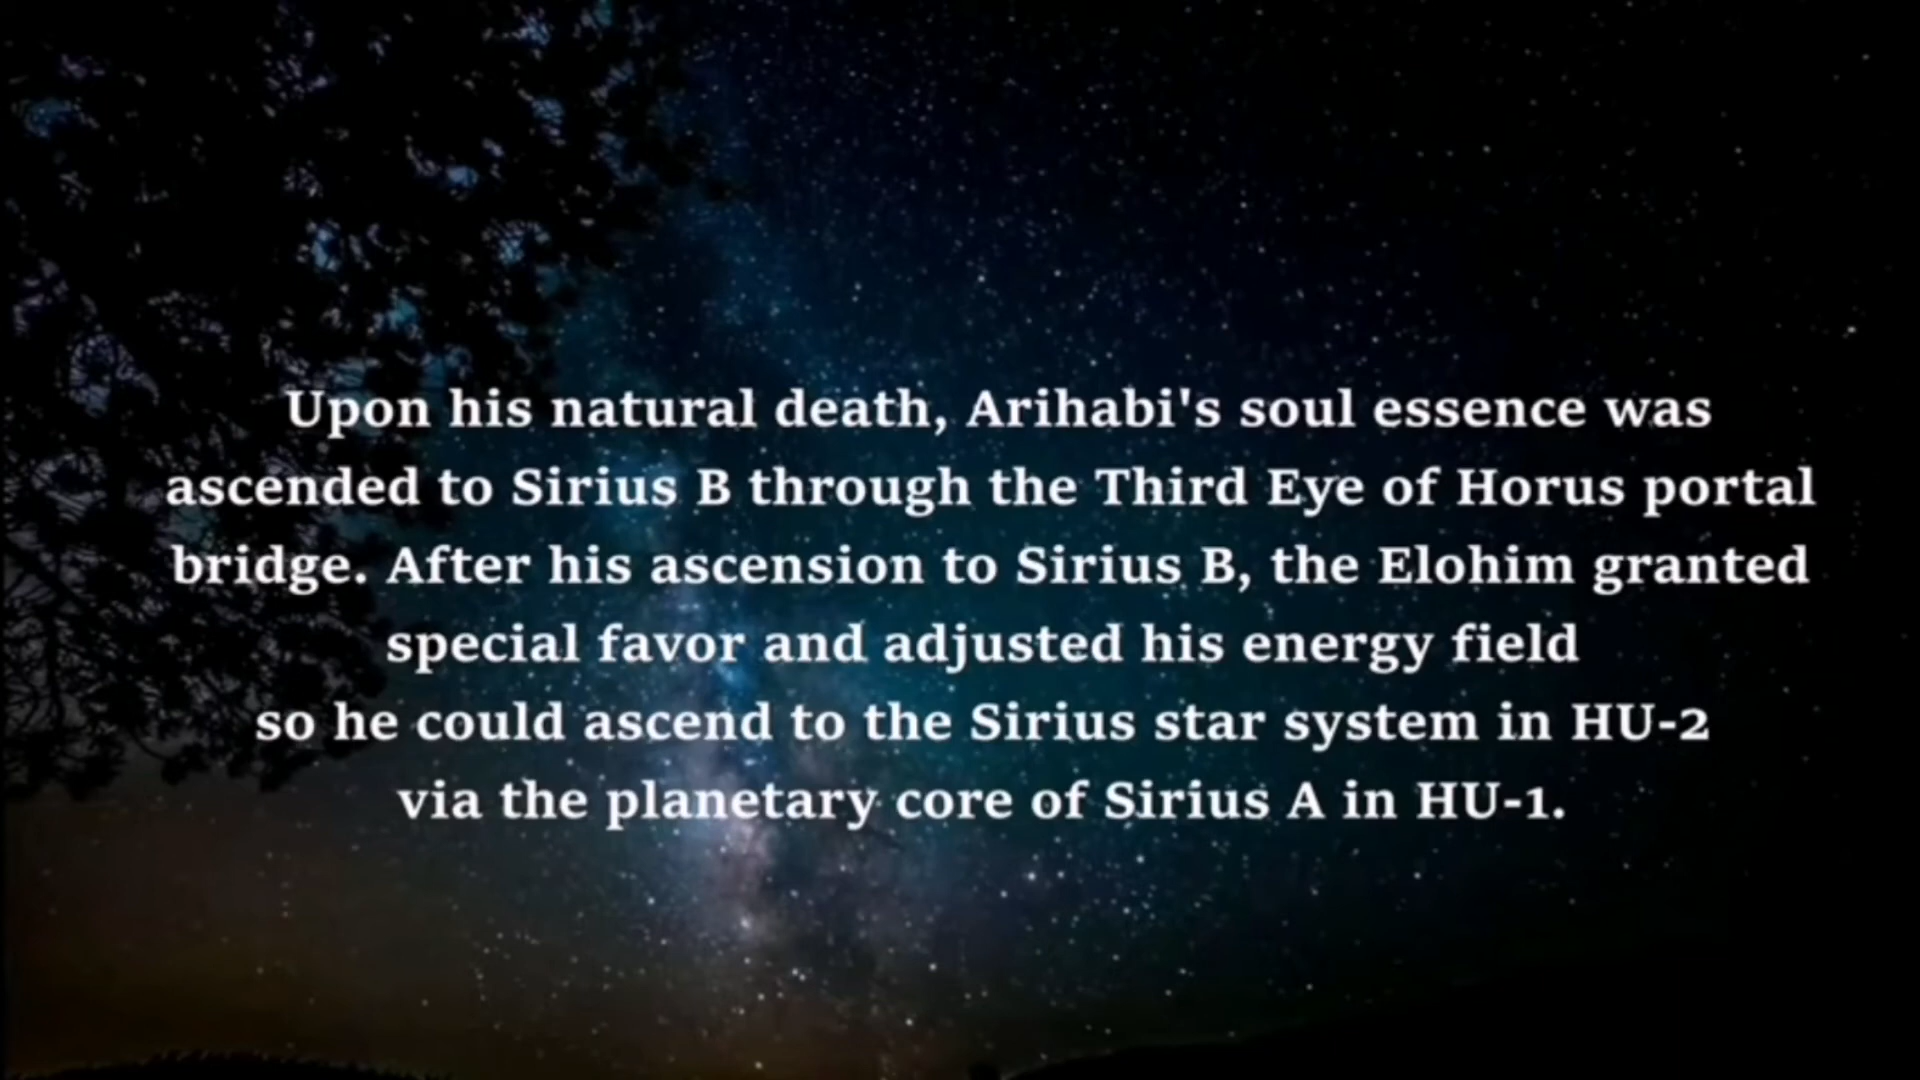 Upon his natural death, Arihabi's soul essence was
ascended to Sirius B through the Third Eye of Horus portal
bridge. After his ascension to Sirius B, the Elohim granted
special favor and adjusted his energy field
so he could ascend to the Sirius star system in HU-2
via the planetary core of Sirius A in HU-1.